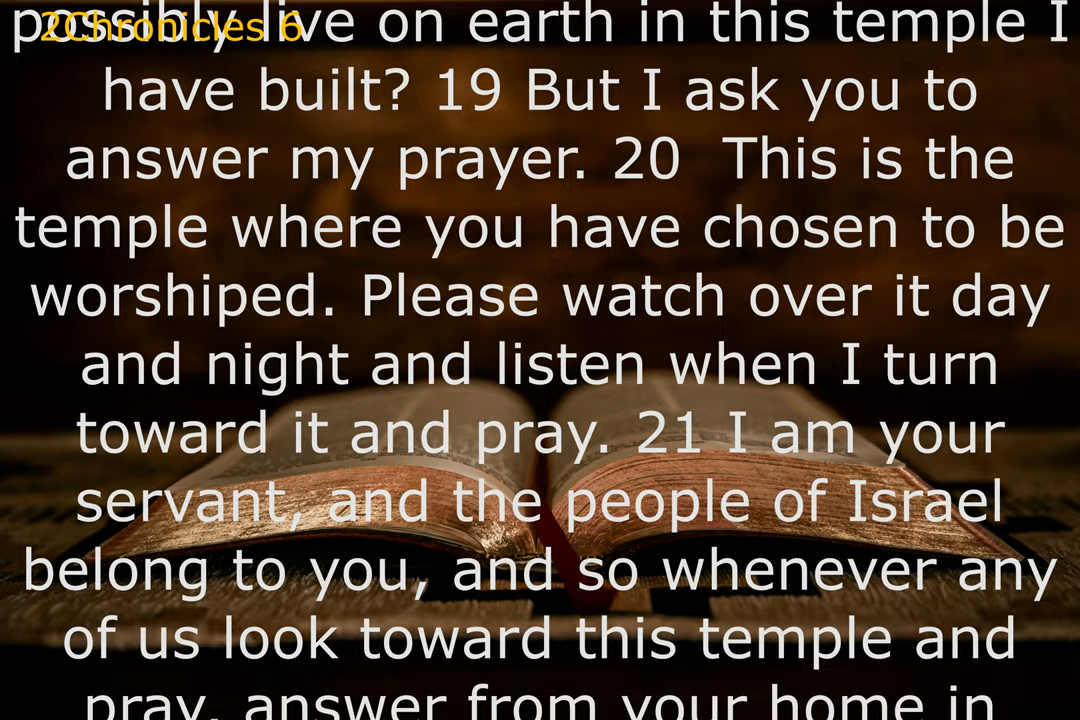 2Chronicles 6
possibly live on earth in this temple I
have built? 19 But I ask you to
answer my prayer. 20 This is the
temple where you have chosen to be
worshiped. Please watch over it day
and night and listen when I turn
toward it and pray. 21 I am your
servant, and the people of Israel
belong to you, and so whenever any
of us look toward this temple and
pray, answer from your home in